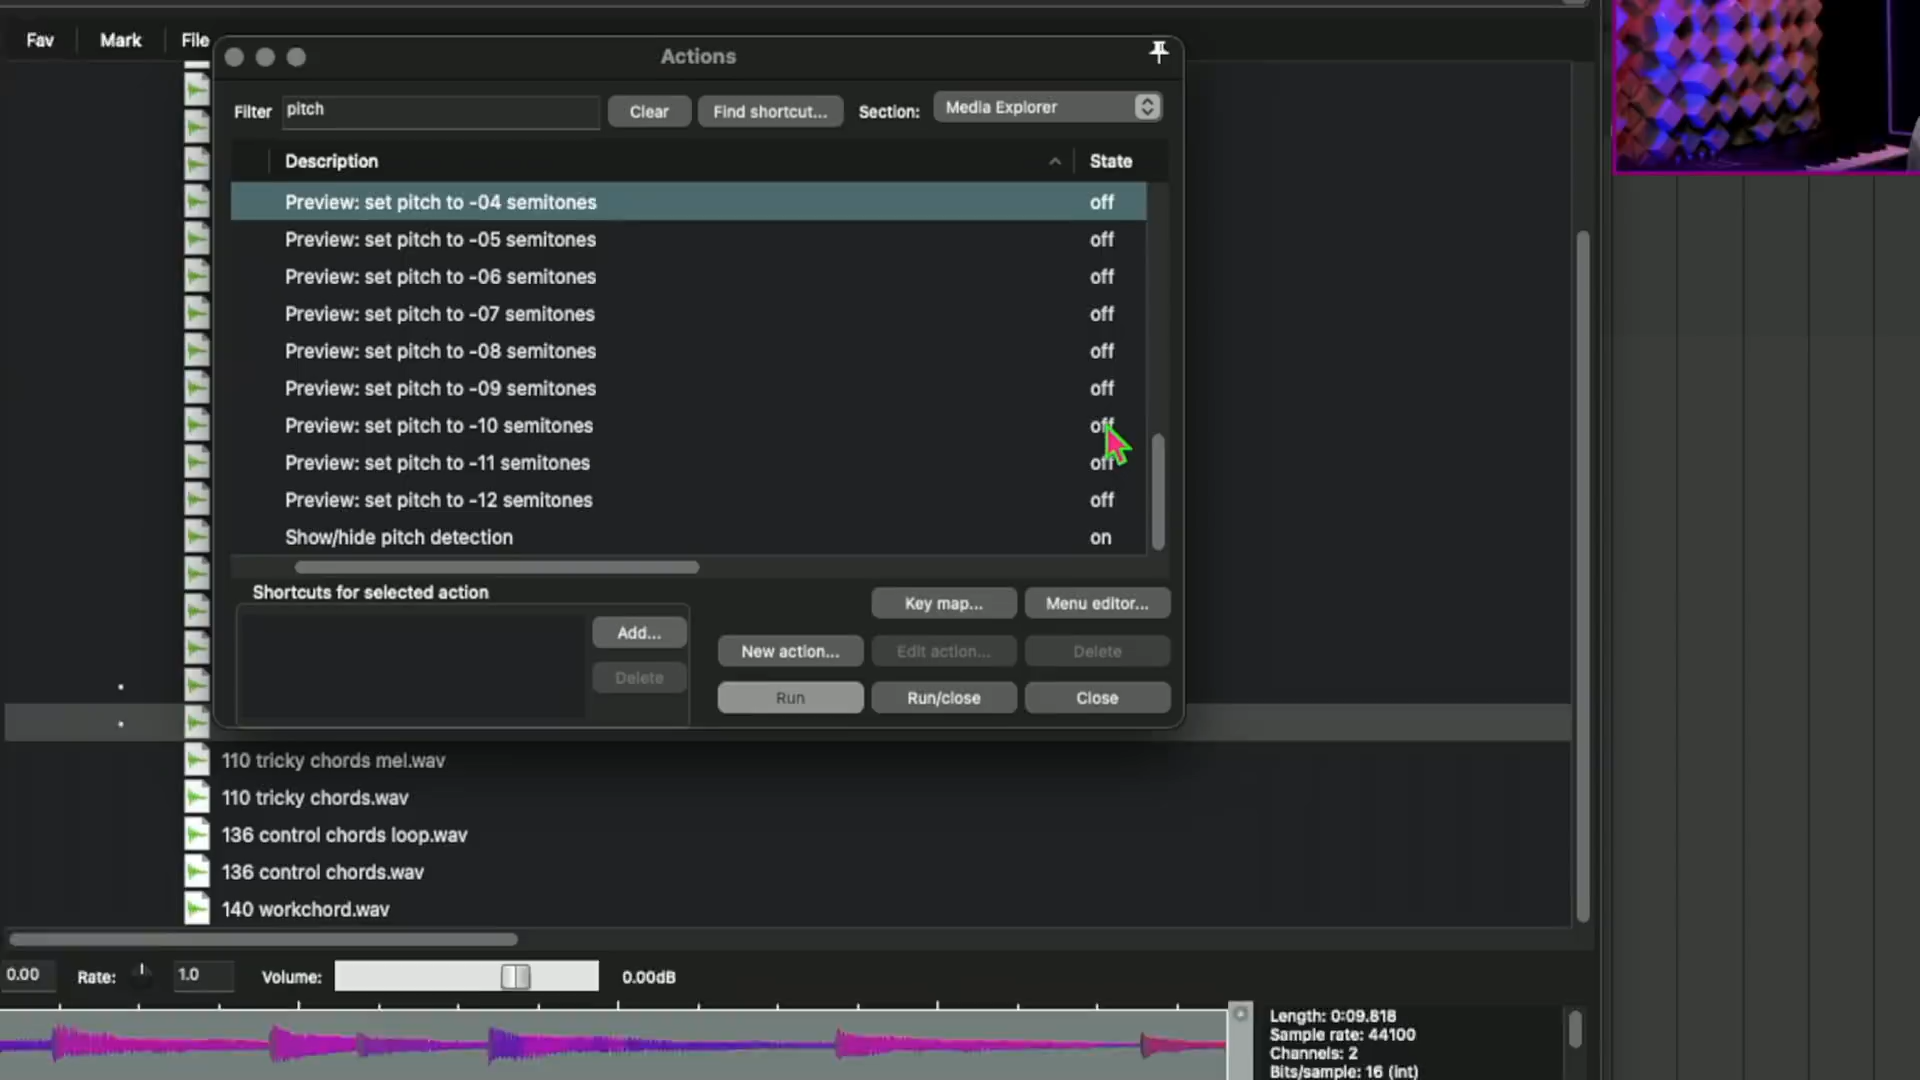 Fav Mark File
Actions
Filter pitch Clear Find shortcut... Section: Media Explorer
Description State
Preview: set pitch to -04 semitones off
Preview: set pitch to -05 semitones off
Preview: set pitch to -06 semitones off
Preview: set pitch to -07 semitones off
Preview: set pitch to -08 semitones off
Preview: set pitch to -09 semitones off
Preview: set pitch to -10 semitones off
Preview: set pitch to -11 semitones off
Preview: set pitch to -12 semitones off
Show/hide pitch detection on
Shortcuts for selected action
Key map... Menu editor...
Add...
New action... Edit action... Delete
Delete
Run Run/close Close
110 tricky chords mel.wav
110 tricky chords.wav
136 control chords loop.wav
136 control chords.wav
140 workchord.wav
0.00 Rate: 1.0 Volume: 0.00dB
Length: 0:09.818
Sample rate: 44100
Channels: 2
Bits/sample: 16 (int)